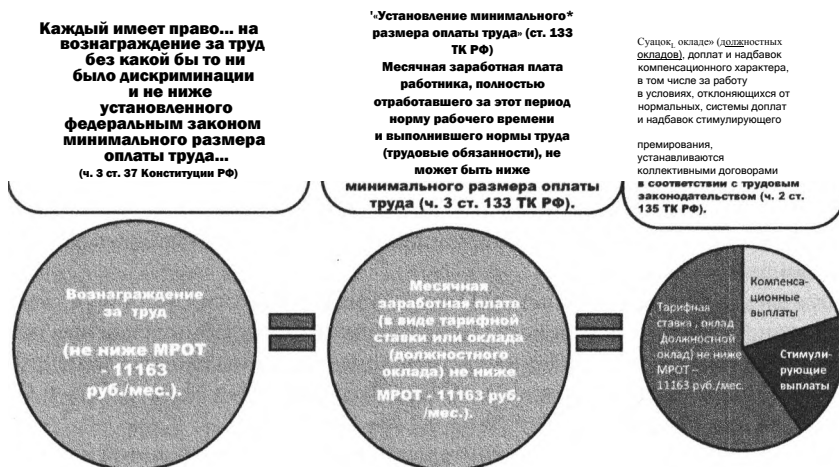 Каждый имеет право... на
вознаграждение за труд
без какой бы то ни
было дискриминации
и не ниже
установленного
федеральным законом
минимального размера
оплаты труда...
(ч. 3 ст. 37 Конституции РФ)
'«Установление минимального*
размера оплаты труда» (ст. 133
ТК РФ)
Месячная заработная плата
работника, полностью
отработавшего за этот период
норму рабочего времени
и выполнившего нормы труда
(трудовые обязанности), не
может быть ниже
минимального размера оплаты
труда (ч. 3 ст. 133 ТК РФ).
Суацок, окладе» (должностных
окладов), доплат и надбавок
компенсационного характера,
в том числе за работу
в условиях, отклоняющихся от
нормальных, системы доплат
и надбавок стимулирующего
премирования,
устанавливаются
коллективными договорами
в соответствии с трудовым
законодательством (ч. 2 ст.
135 ТК РФ).
Вознаграждение
за труд
(не ниже МРОТ
- 11163
руб./мес.).
Месячная
заработная плата
(в виде тарифной
ставки или оклада
(должностного
оклада) не ниже
МРОТ - 11163 руб.
/мес.).
Тарифная
ставка , оклад
Должностной
оклад) не ниже
МРОТ –
11163 руб./мес.
Компенса-
ционные
выплаты
Стимули-
рующие
выплаты